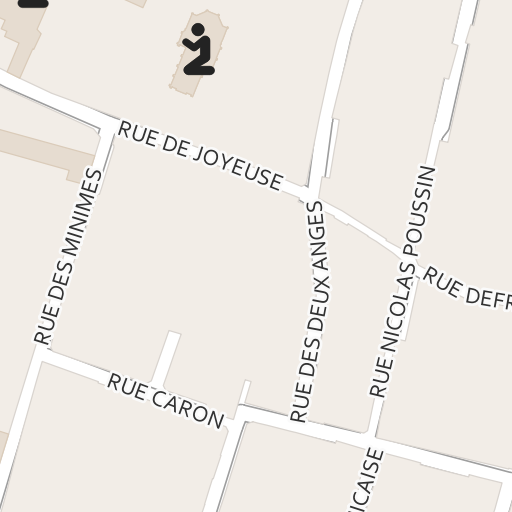 RUE DE JOYEUSE
RUE DES MINIMES
RUE DES DEUX ANGES
RUE NICOLAS POUSSIN
RUE DEFR
RUE CARON
ICAISE